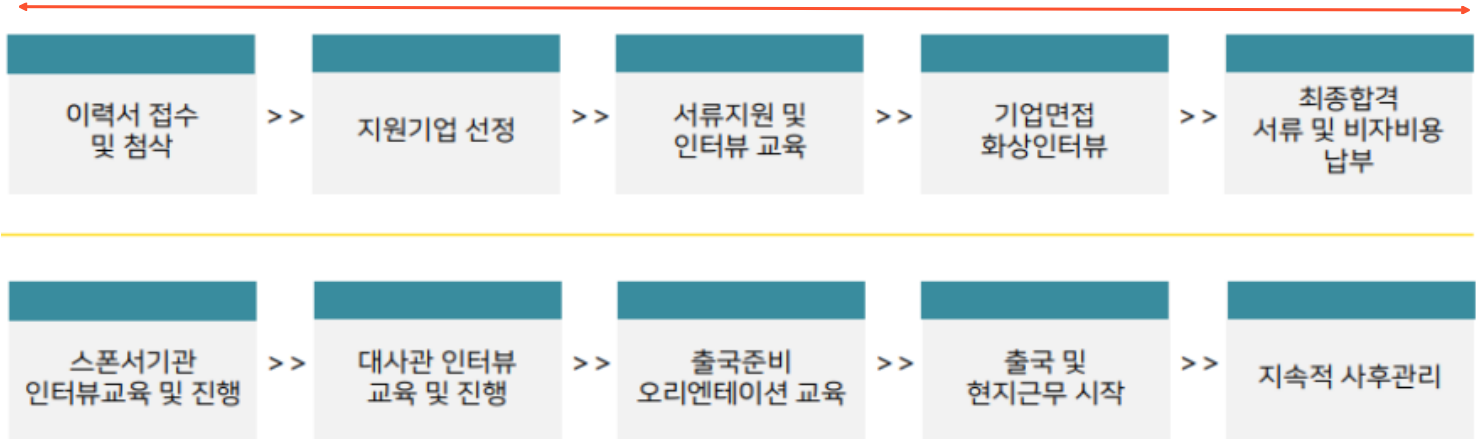 이력서 접수
및 첨삭
>>
지원기업 선정
>>
서류지원 및
인터뷰 교육
>>
기업면접
화상인터뷰
>>
최종합격
서류 및 비자비용
납부
스폰서기관
인터뷰교육 및 진행
>>
대사관 인터뷰
교육 및 진행
>>
출국준비
오리엔테이션 교육
>>
출국 및
현지근무 시작
>>
지속적 사후관리